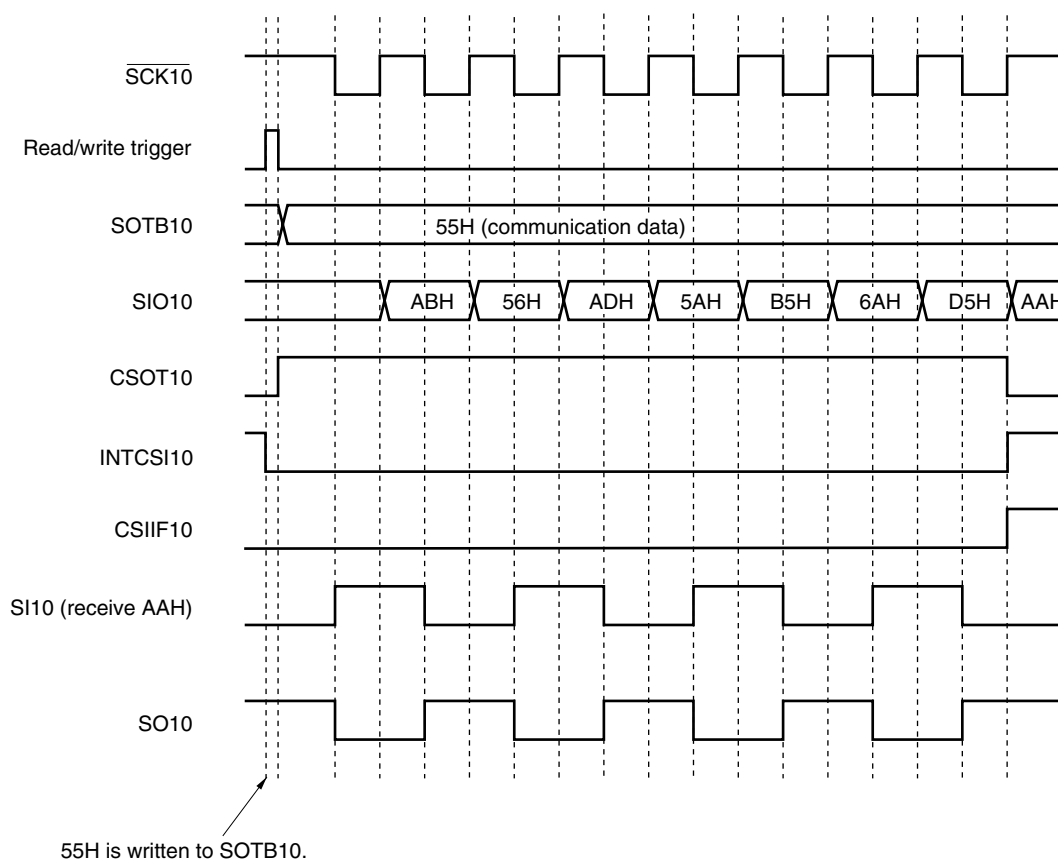 SCK10
Read/write trigger
SOTB10
55H (communication data)
SIO10
ABH 56H ADH 5AH B5H 6AH D5H AAH
CSOT10
INTCSI10
CSIIF10
SI10 (receive AAH)
SO10
55H is written to SOTB10.